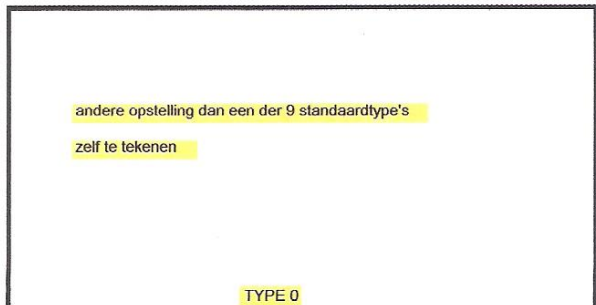 andere opstelling dan een der 9 standaardtype's
zelf te tekenen
TYPE 0